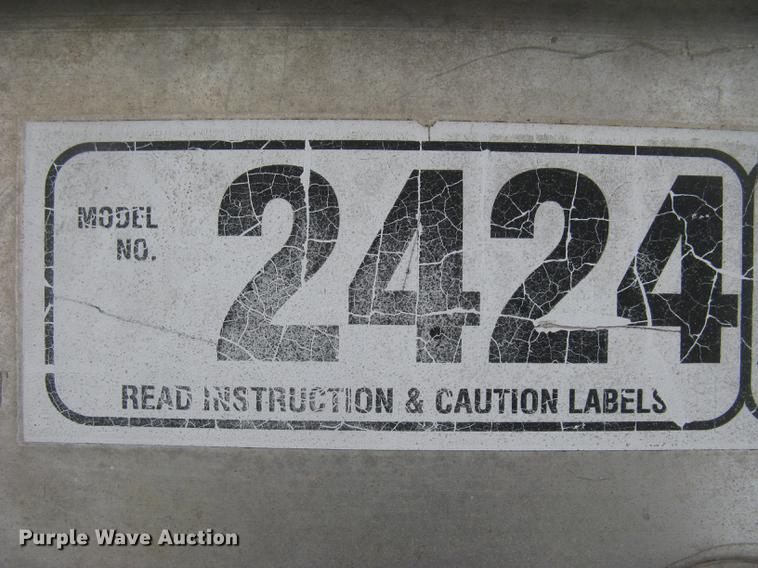 MODEL
NO.
2424
READ INSTRUCTION & CAUTION LABELS
Purple Wave Auction